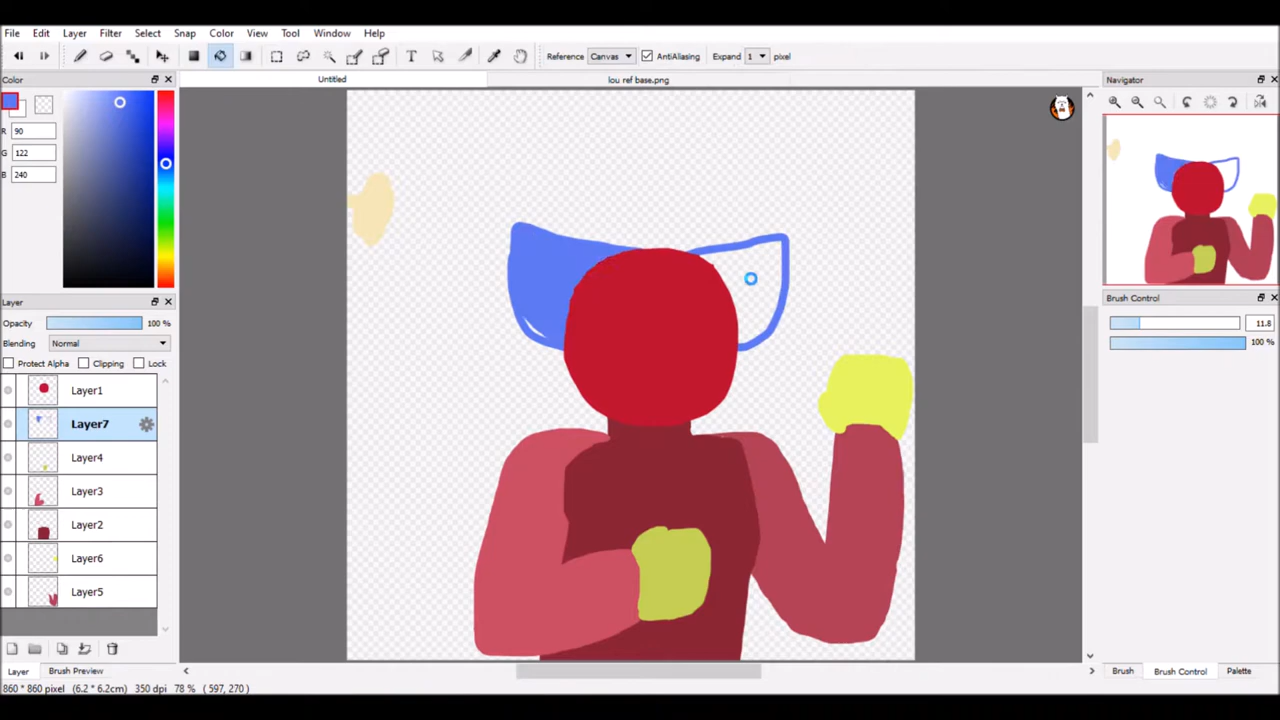 File Edit Layer Filter Select Snap Color View Tool Window Help
Reference Canvas AntiAliasing Expand 1 pixel
Color
Untitled
lou ref base.png
Navigator
R 90
G 122
B 240
Layer
Opacity 100 %
Blending Normal
Protect Alpha Clipping Lock
Layer1
Layer7
Layer4
Layer3
Layer2
Layer6
Layer5
Brush Control
11.8
100 %
Layer Brush Preview
Brush Brush Control Palette
860 * 860 pixel (6.2 * 6.2cm) 350 dpi 78 % ( 597, 270 )